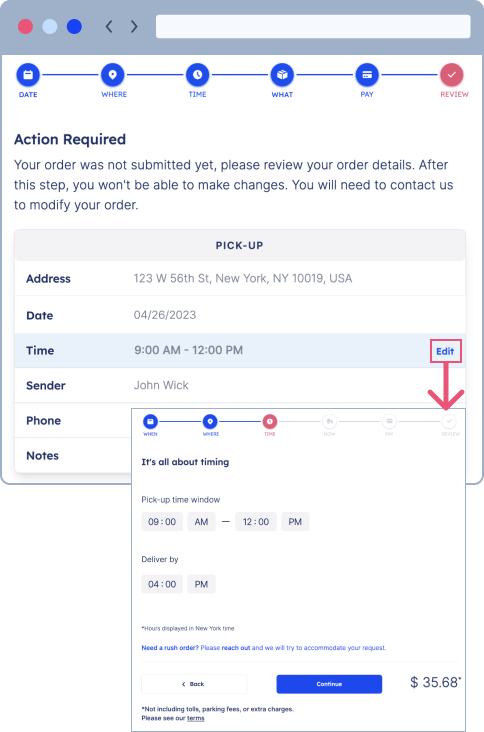 DATE WHERE TIME WHAT PAY REVIEW
Action Required
Your order was not submitted yet, please review your order details. After
this step, you won't be able to make changes. You will need to contact us
to modify your order.
PICK-UP
Address 123 W 56th St, New York, NY 10019, USA
Date 04/26/2023
Time 9:00 AM - 12:00 PM Edit
Sender John Wick
Phone
Notes
WHEN WHERE TIME HOW PAY REVIEW
It's all about timing
Pick-up time window
09 : 00 AM — 12 : 00 PM
Deliver by
04 : 00 PM
*Hours displayed in New York time
Need a rush order? Please reach out and we will try to accommodate your request.
< Back Continue $ 35.68*
*Not including tolls, parking fees, or extra charges.
Please see our terms